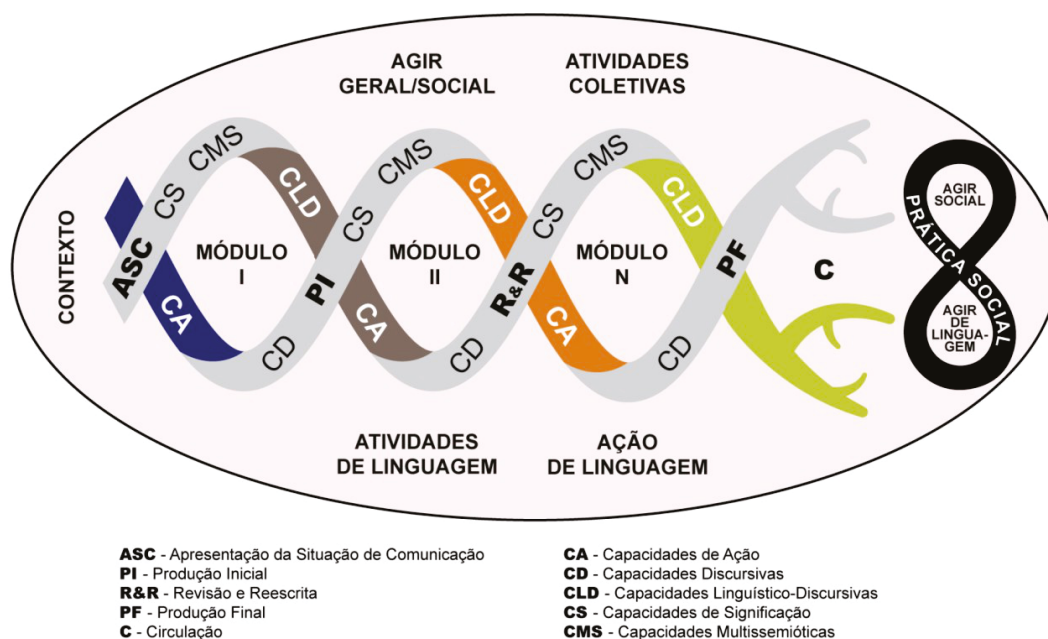 AGIR
GERAL/SOCIAL
ATIVIDADES
COLETIVAS
CONTEXTO
ASC
CS
CMS
CA
MÓDULO
I
CLD
CD
PI
CS
CMS
CA
MÓDULO
II
CLD
CD
R&R
CS
CMS
CA
MÓDULO
N
CLD
CD
PF
C
AGIR
SOCIAL
PRÁTICA SOCIAL
AGIR
DE
LINGUA-
GEM
ATIVIDADES
DE LINGUAGEM
AÇÃO
DE LINGUAGEM
ASC - Apresentação da Situação de Comunicação
PI - Produção Inicial
R&R - Revisão e Reescrita
PF - Produção Final
C - Circulação
CA - Capacidades de Ação
CD - Capacidades Discursivas
CLD - Capacidades Linguístico-Discursivas
CS - Capacidades de Significação
CMS - Capacidades Multissemióticas